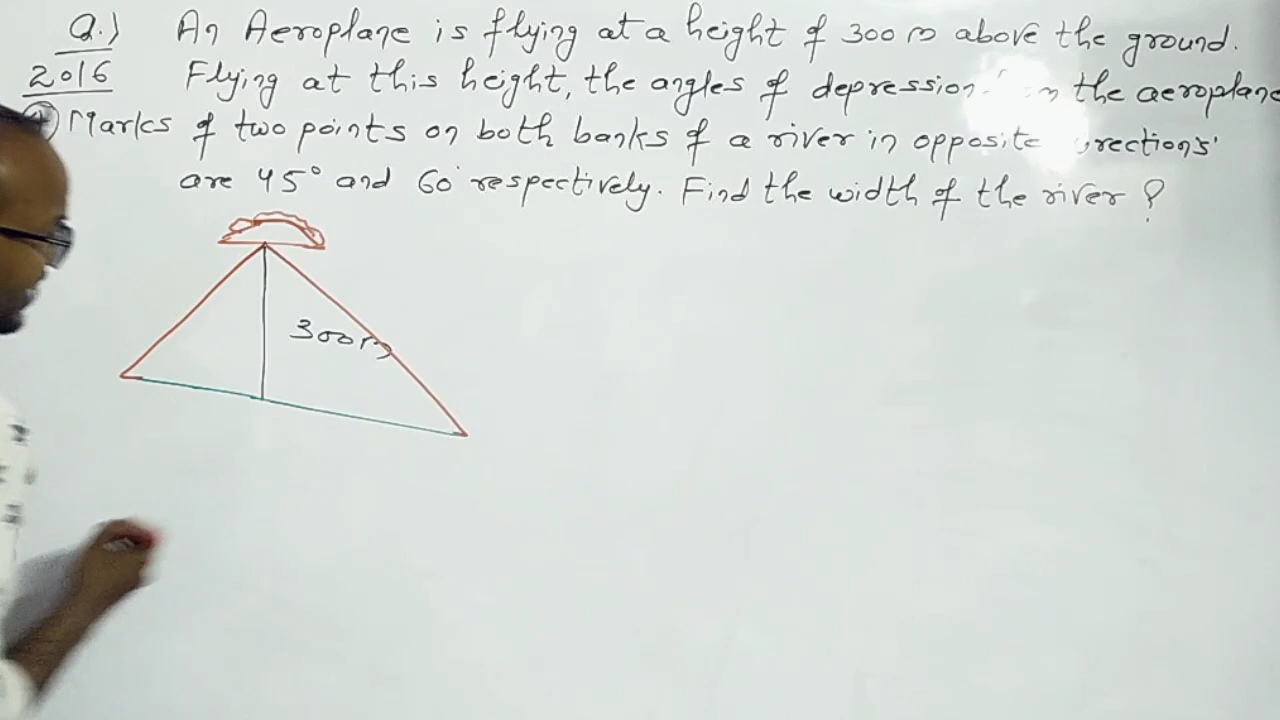 Q.) An Aeroplane is flying at a height of 300 m above the ground.
2016 Flying at this height, the angles of depression the aeroplane
Marks of two points on both banks of a river in opposite
are 45° and 60° respectively. Find the width of the river ?
300m